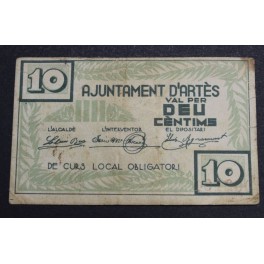 10
AJUNTAMENT D'ARTÈS
VAL PER
DEU
CÈNTIMS
L'ALCALDE L'INTERVENTOR EL DIPOSITARI
DE CURS LOCAL OBLIGATORI
10